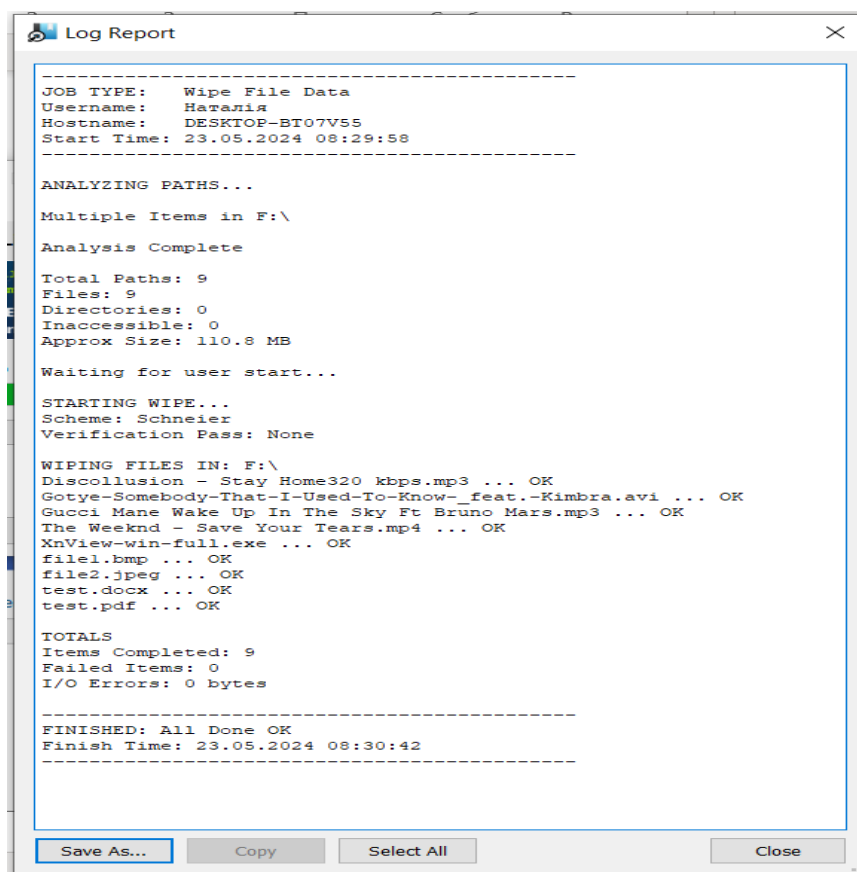 Log Report
---------------------------------------------
JOB TYPE:   Wipe File Data
Username:   Наталія
Hostname:   DESKTOP-BT07V55
Start Time: 23.05.2024 08:29:58
---------------------------------------------
ANALYZING PATHS...
Multiple Items in F:\
Analysis Complete
Total Paths: 9
Files: 9
Directories: 0
Inaccessible: 0
Approx Size: 110.8 MB
Waiting for user start...
STARTING WIPE...
Scheme: Schneier
Verification Pass: None
WIPING FILES IN: F:\
Discollusion - Stay Home320 kbps.mp3 ... OK
Gotye-Somebody-That-I-Used-To-Know-_feat.-Kimbra.avi ... OK
Gucci Mane Wake Up In The Sky Ft Bruno Mars.mp3 ... OK
The Weeknd - Save Your Tears.mp4 ... OK
XnView-win-full.exe ... OK
file1.bmp ... OK
file2.jpeg ... OK
test.docx ... OK
test.pdf ... OK
TOTALS
Items Completed: 9
Failed Items: 0
I/O Errors: 0 bytes
---------------------------------------------
FINISHED: All Done OK
Finish Time: 23.05.2024 08:30:42
---------------------------------------------
Save As... Copy Select All Close